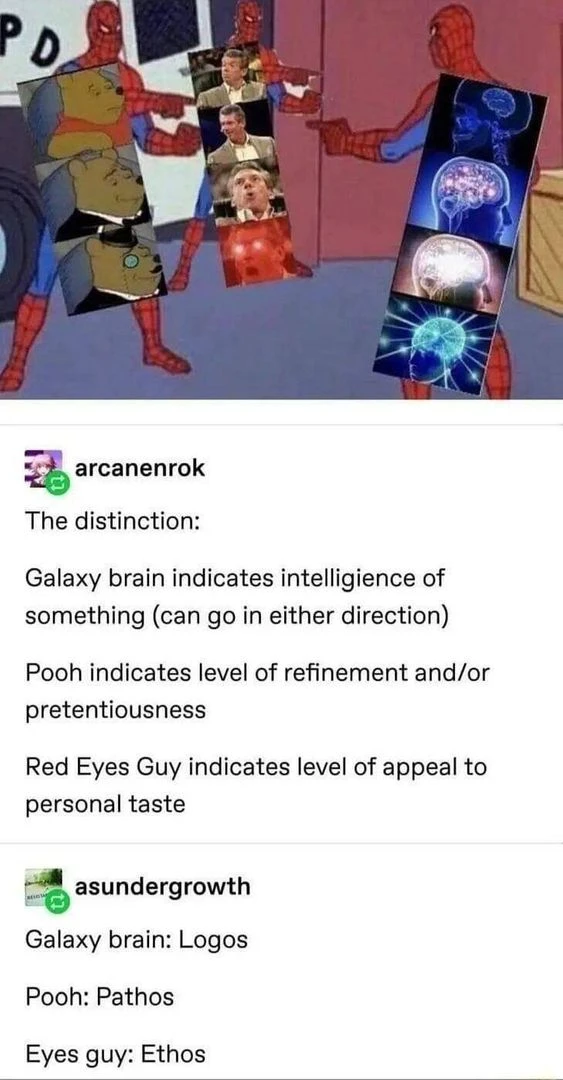 PD
arcanenrok
The distinction:
Galaxy brain indicates intelligience of
something (can go in either direction)
Pooh indicates level of refinement and/or
pretentiousness
Red Eyes Guy indicates level of appeal to
personal taste
asundergrowth
Galaxy brain: Logos
Pooh: Pathos
Eyes guy: Ethos